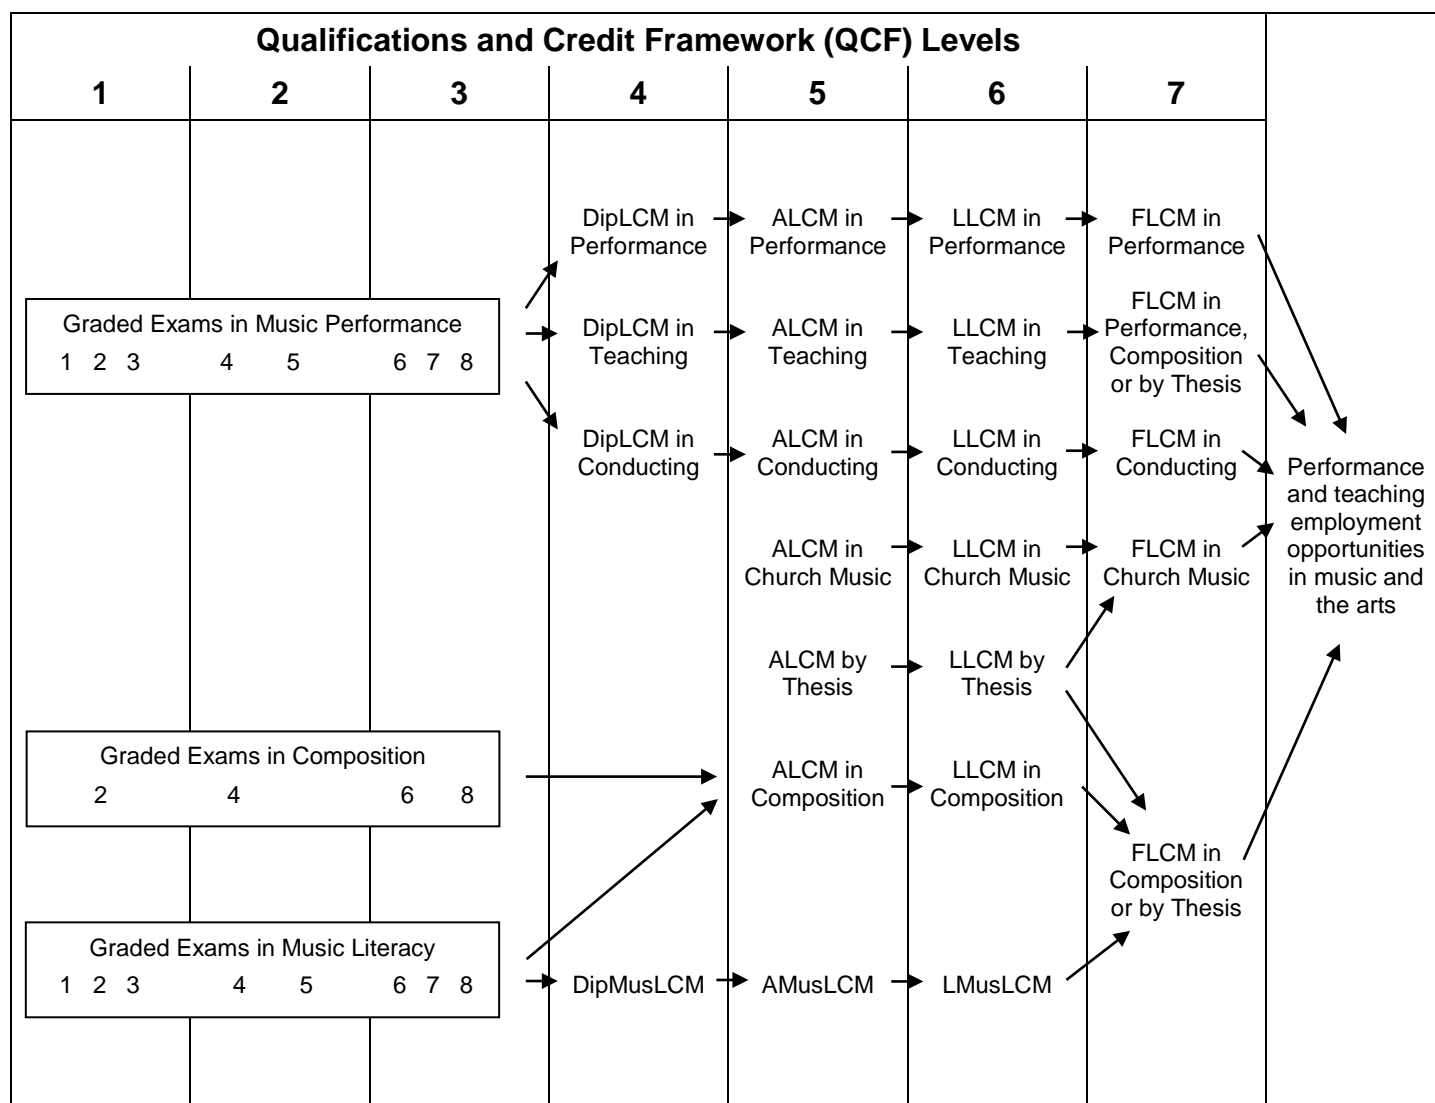 Qualifications and Credit Framework (QCF) Levels
1 2 3 4 5 6 7
DipLCM in
Performance
ALCM in
Performance
LLCM in
Performance
FLCM in
Performance
Graded Exams in Music Performance
1 2 3 4 5 6 7 8
DipLCM in
Teaching
ALCM in
Teaching
LLCM in
Teaching
FLCM in
Performance,
Composition
or by Thesis
DipLCM in
Conducting
ALCM in
Conducting
LLCM in
Conducting
FLCM in
Conducting
Performance
and teaching
employment
opportunities
in music and
the arts
ALCM in
Church Music
LLCM in
Church Music
FLCM in
Church Music
ALCM by
Thesis
LLCM by
Thesis
Graded Exams in Composition
2 4 6 8
ALCM in
Composition
LLCM in
Composition
FLCM in
Composition
or by Thesis
Graded Exams in Music Literacy
1 2 3 4 5 6 7 8
DipMusLCM
AMusLCM
LMusLCM